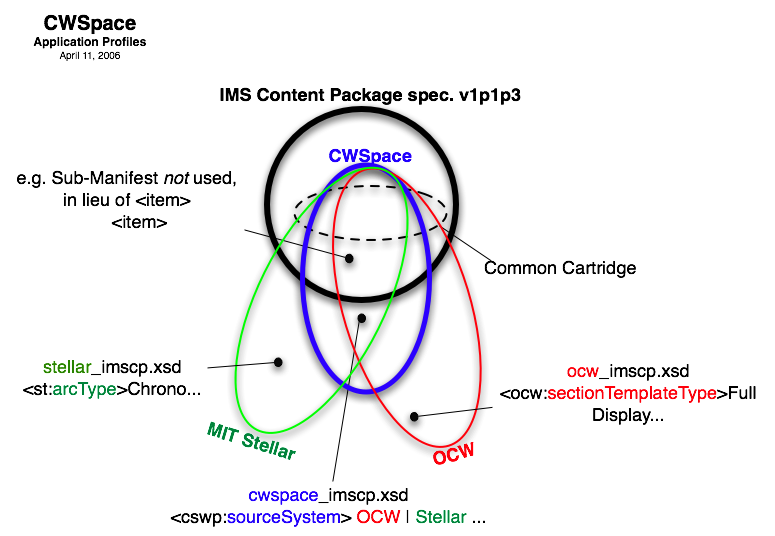 CWSpace
Application Profiles
April 11, 2006
IMS Content Package spec. v1p1p3
CWSpace
e.g. Sub-Manifest not used,
in lieu of <item>
<item>
Common Cartridge
stellar_imscp.xsd
<st:arcType>Chrono...
ocw_imscp.xsd
<ocw:sectionTemplateType>Full
Display...
MIT Stellar
OCW
cwspace_imscp.xsd
<cswp:sourceSystem> OCW | Stellar ...